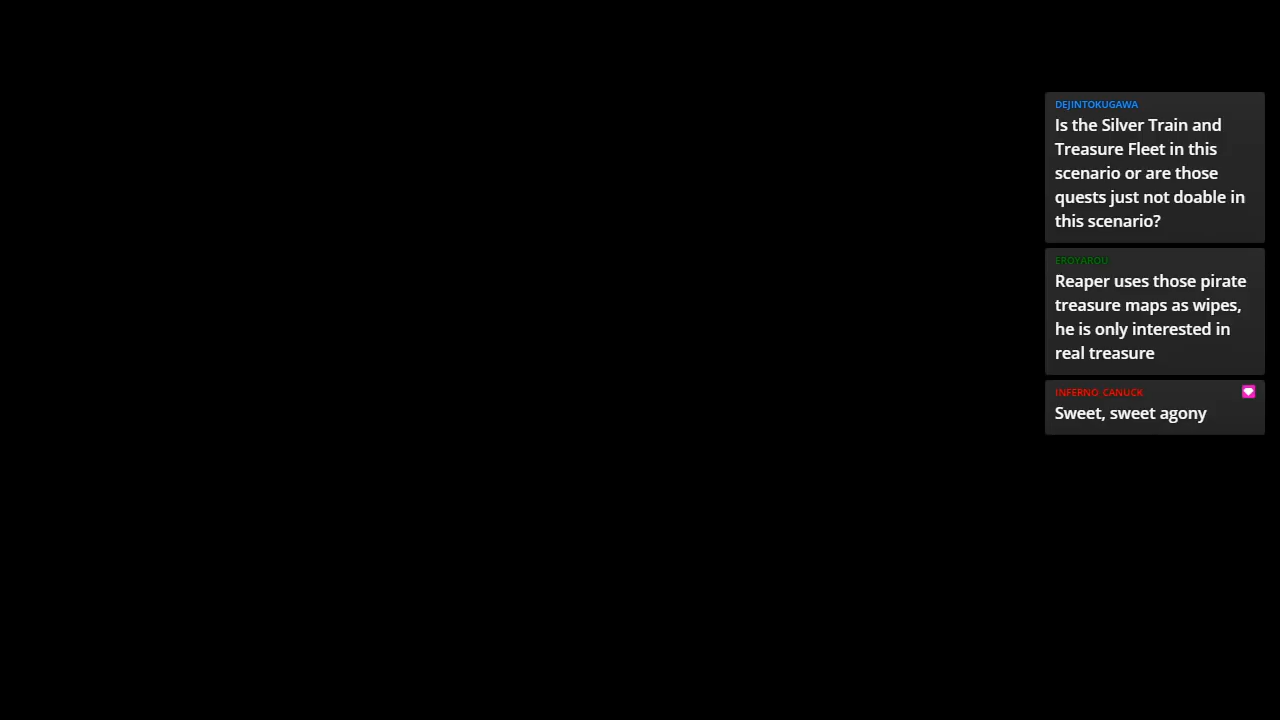 DEJINTOKUGAWA
Is the Silver Train and
Treasure Fleet in this
scenario or are those
quests just not doable in
this scenario?
EROYAROU
Reaper uses those pirate
treasure maps as wipes,
he is only interested in
real treasure
INFERNO_CANUCK
Sweet, sweet agony